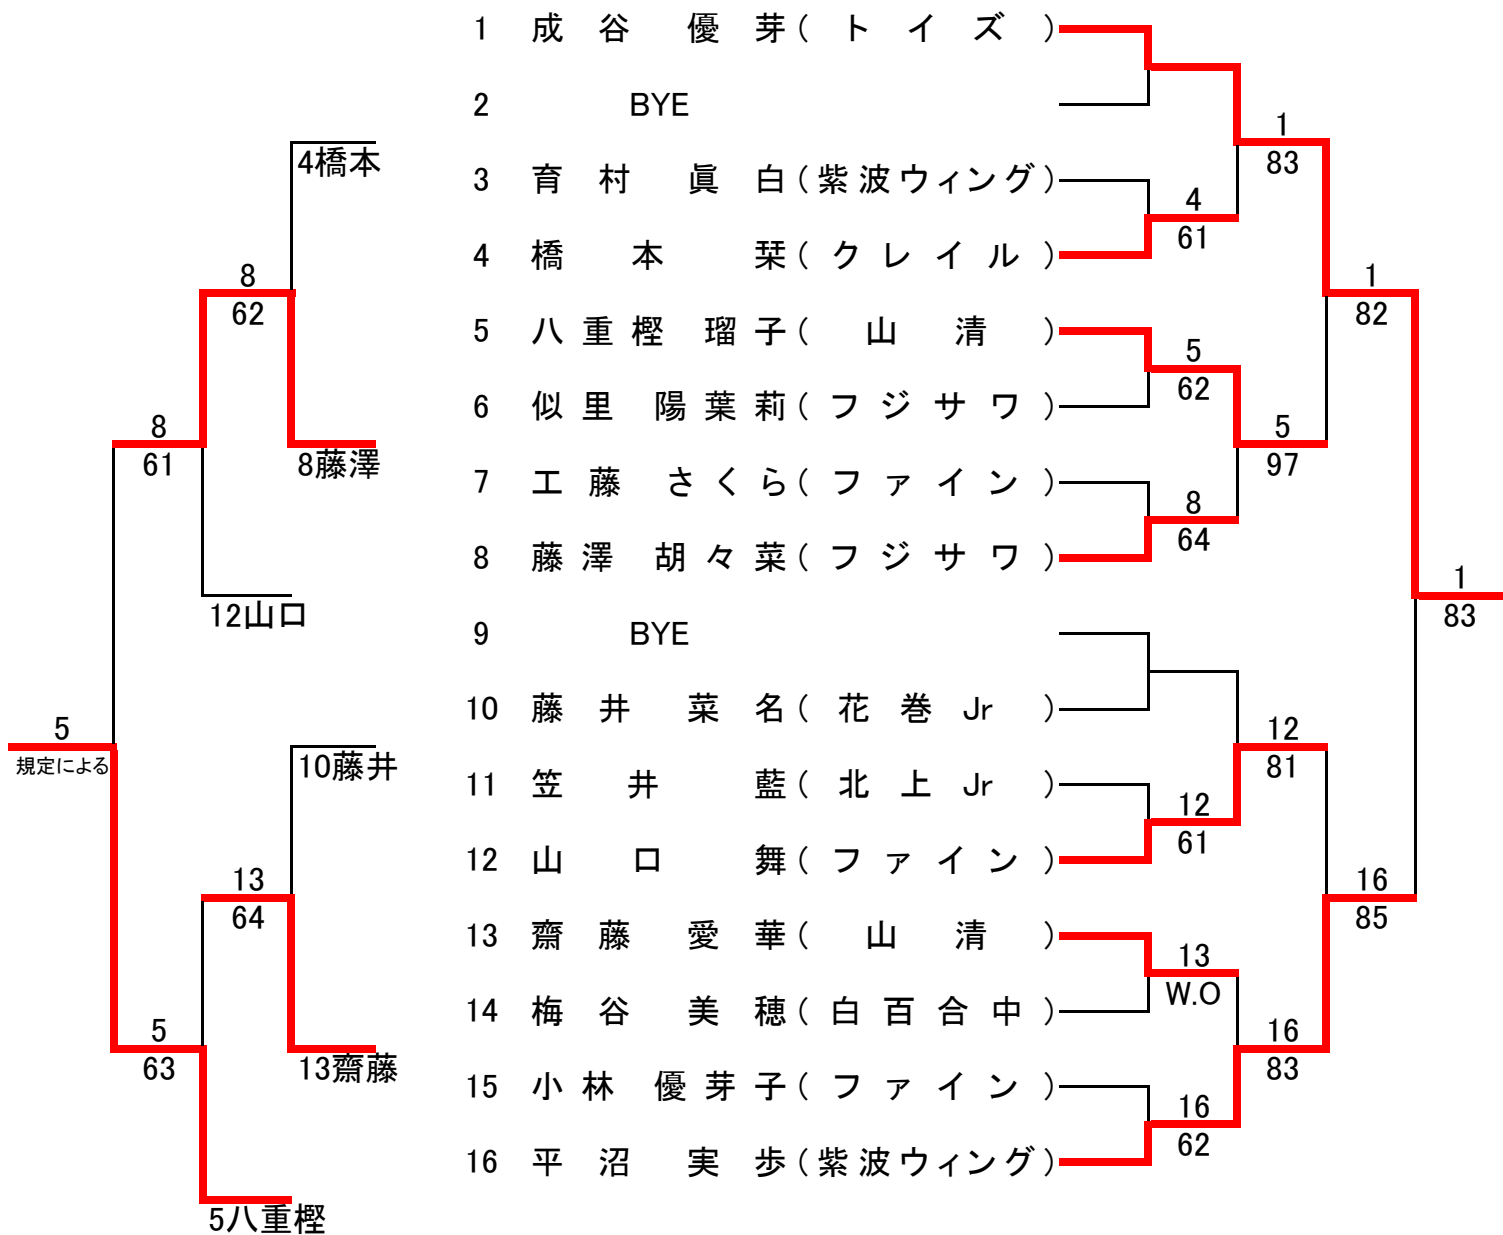 1 成谷 優芽(トイズ)
2 BYE
3 育村 眞白(紫波ウィング)
4 橋本 栞(クレイル)
5 八重樫 瑠子(山清)
6 似里 陽葉莉(フジサワ)
7 工藤 さくら(ファイン)
8 藤澤 胡々菜(フジサワ)
9 BYE
10 藤井 菜名(花巻Jr)
11 笠井 藍(北上Jr)
12 山口 舞(ファイン)
13 齋藤 愛華(山清)
14 梅谷 美穂(白百合中)
15 小林 優芽子(ファイン)
16 平沼 実歩(紫波ウィング)
4
61
5
62
8
64
12
61
13
W.O
16
62
1
83
5
97
12
81
16
83
1
82
16
85
1
83
4橋本
8
62
8藤澤
8
61
12山口
5
規定による
10藤井
13
64
13齋藤
5
63
5八重樫